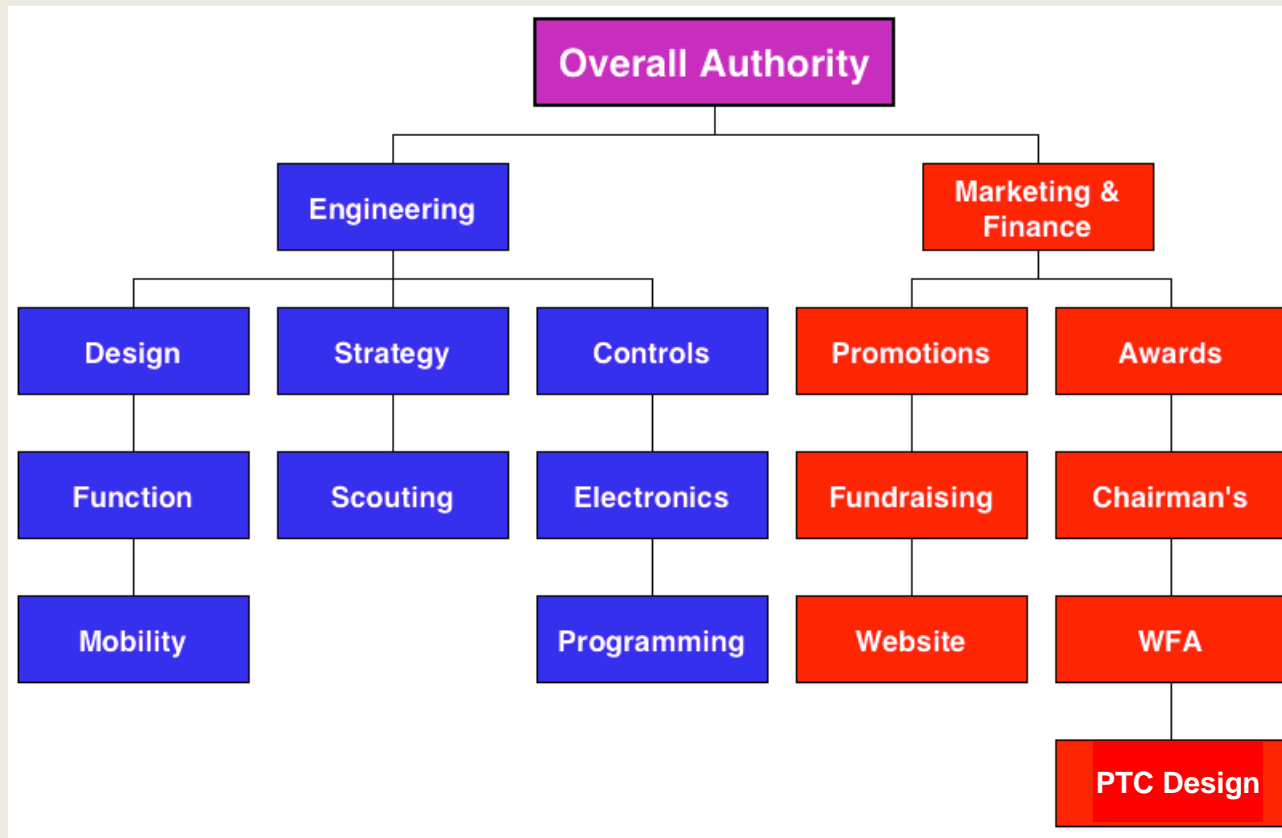 Overall Authority
Engineering
Marketing &
Finance
Design
Strategy
Controls
Promotions
Awards
Function
Scouting
Electronics
Fundraising
Chairman's
Mobility
Programming
Website
WFA
PTC Design